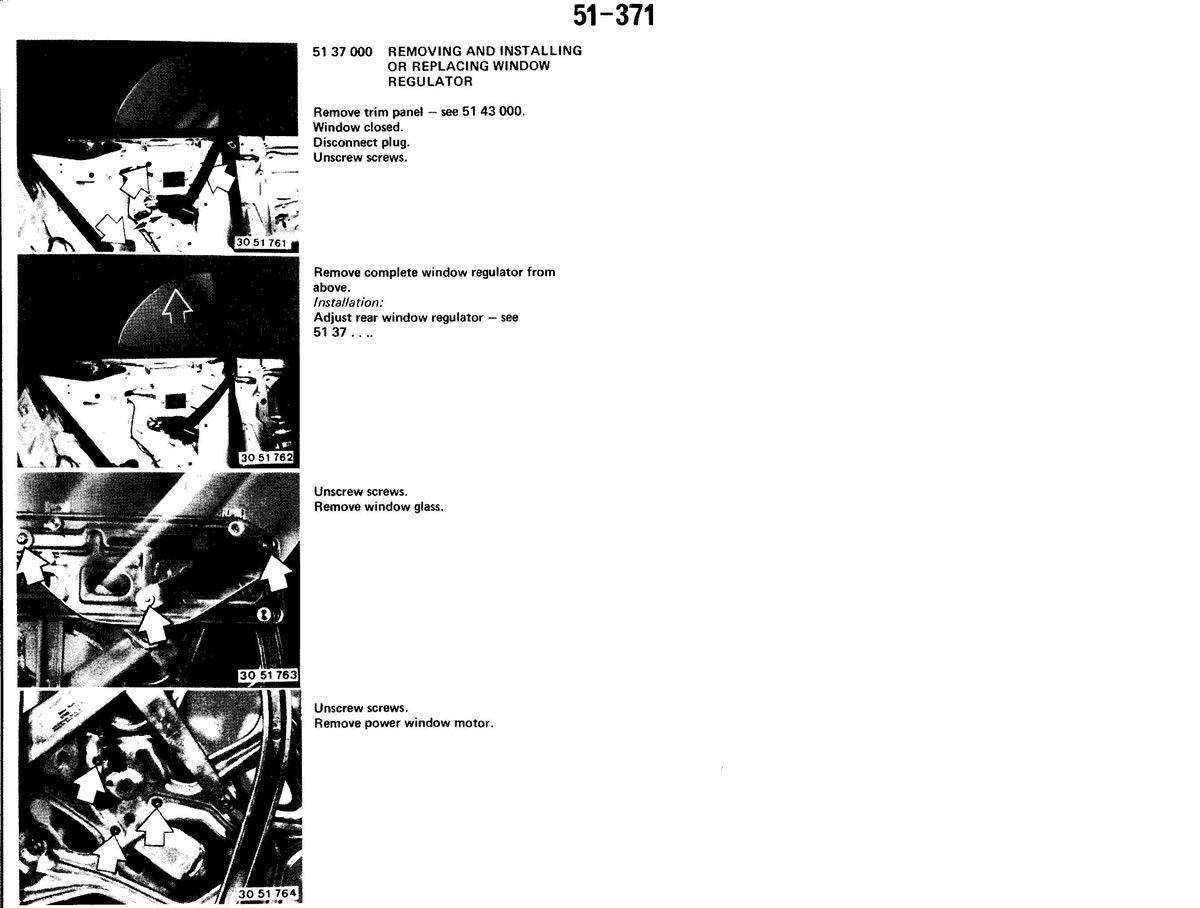 51-371
51 37 000 REMOVING AND INSTALLING
OR REPLACING WINDOW
REGULATOR
Remove trim panel – see 51 43 000.
Window closed.
Disconnect plug.
Unscrew screws.
30 51 761
Remove complete window regulator from
above.
Installation:
Adjust rear window regulator – see
51 37 . . ..
30 51 762
Unscrew screws.
Remove window glass.
30 51 763
Unscrew screws.
Remove power window motor.
30 51 764